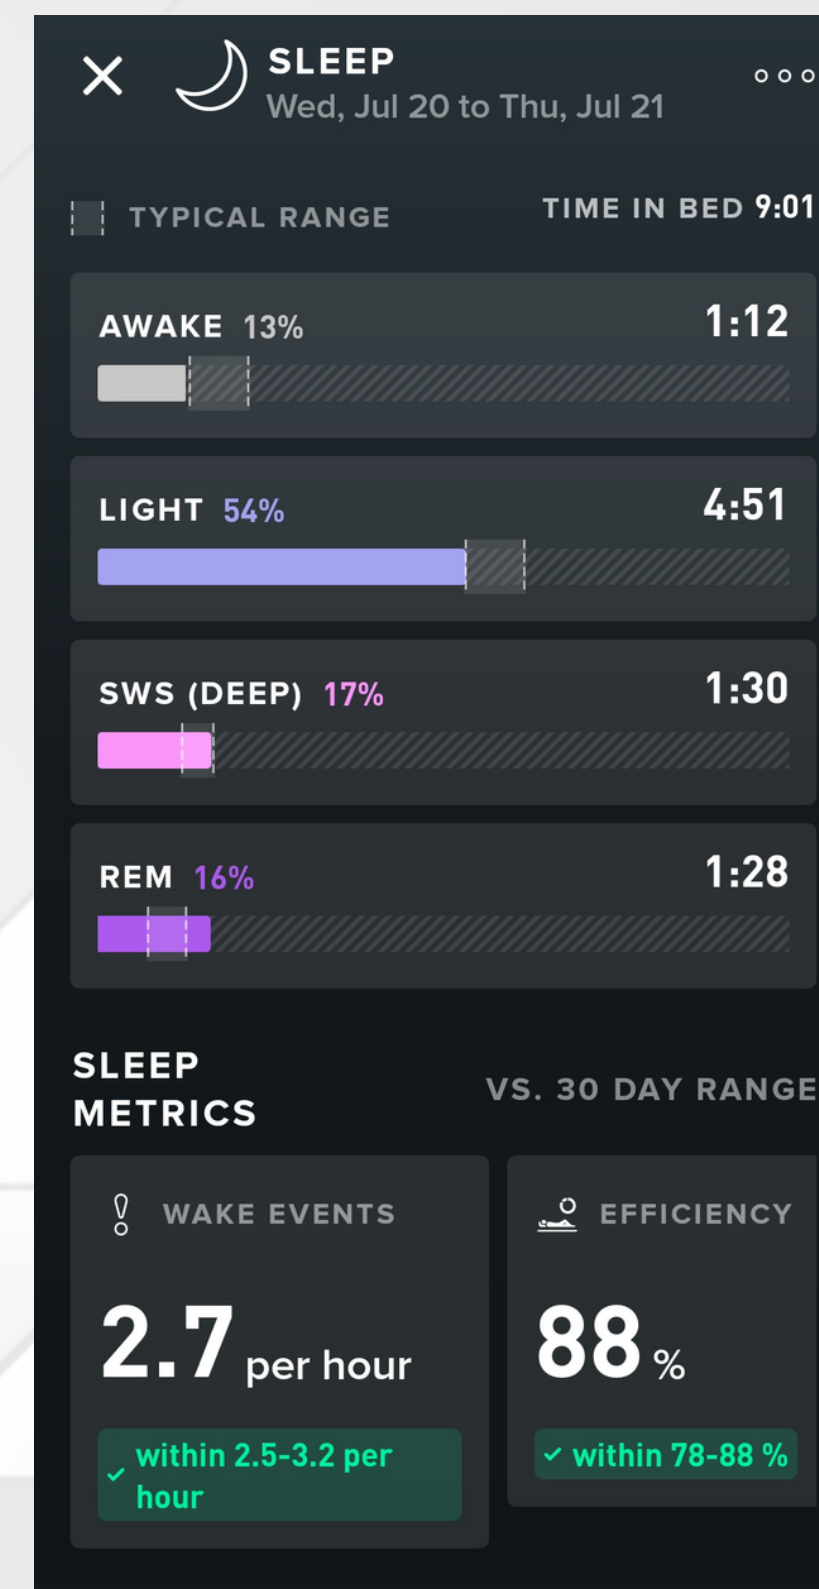 SLEEP
Wed, Jul 20 to Thu, Jul 21
TYPICAL RANGE
TIME IN BED 9:01
AWAKE 13%
1:12
LIGHT 54%
4:51
SWS (DEEP) 17%
1:30
REM 16%
1:28
SLEEP
METRICS
VS. 30 DAY RANGE
WAKE EVENTS
2.7 per hour
within 2.5-3.2 per
hour
EFFICIENCY
88 %
within 78-88 %